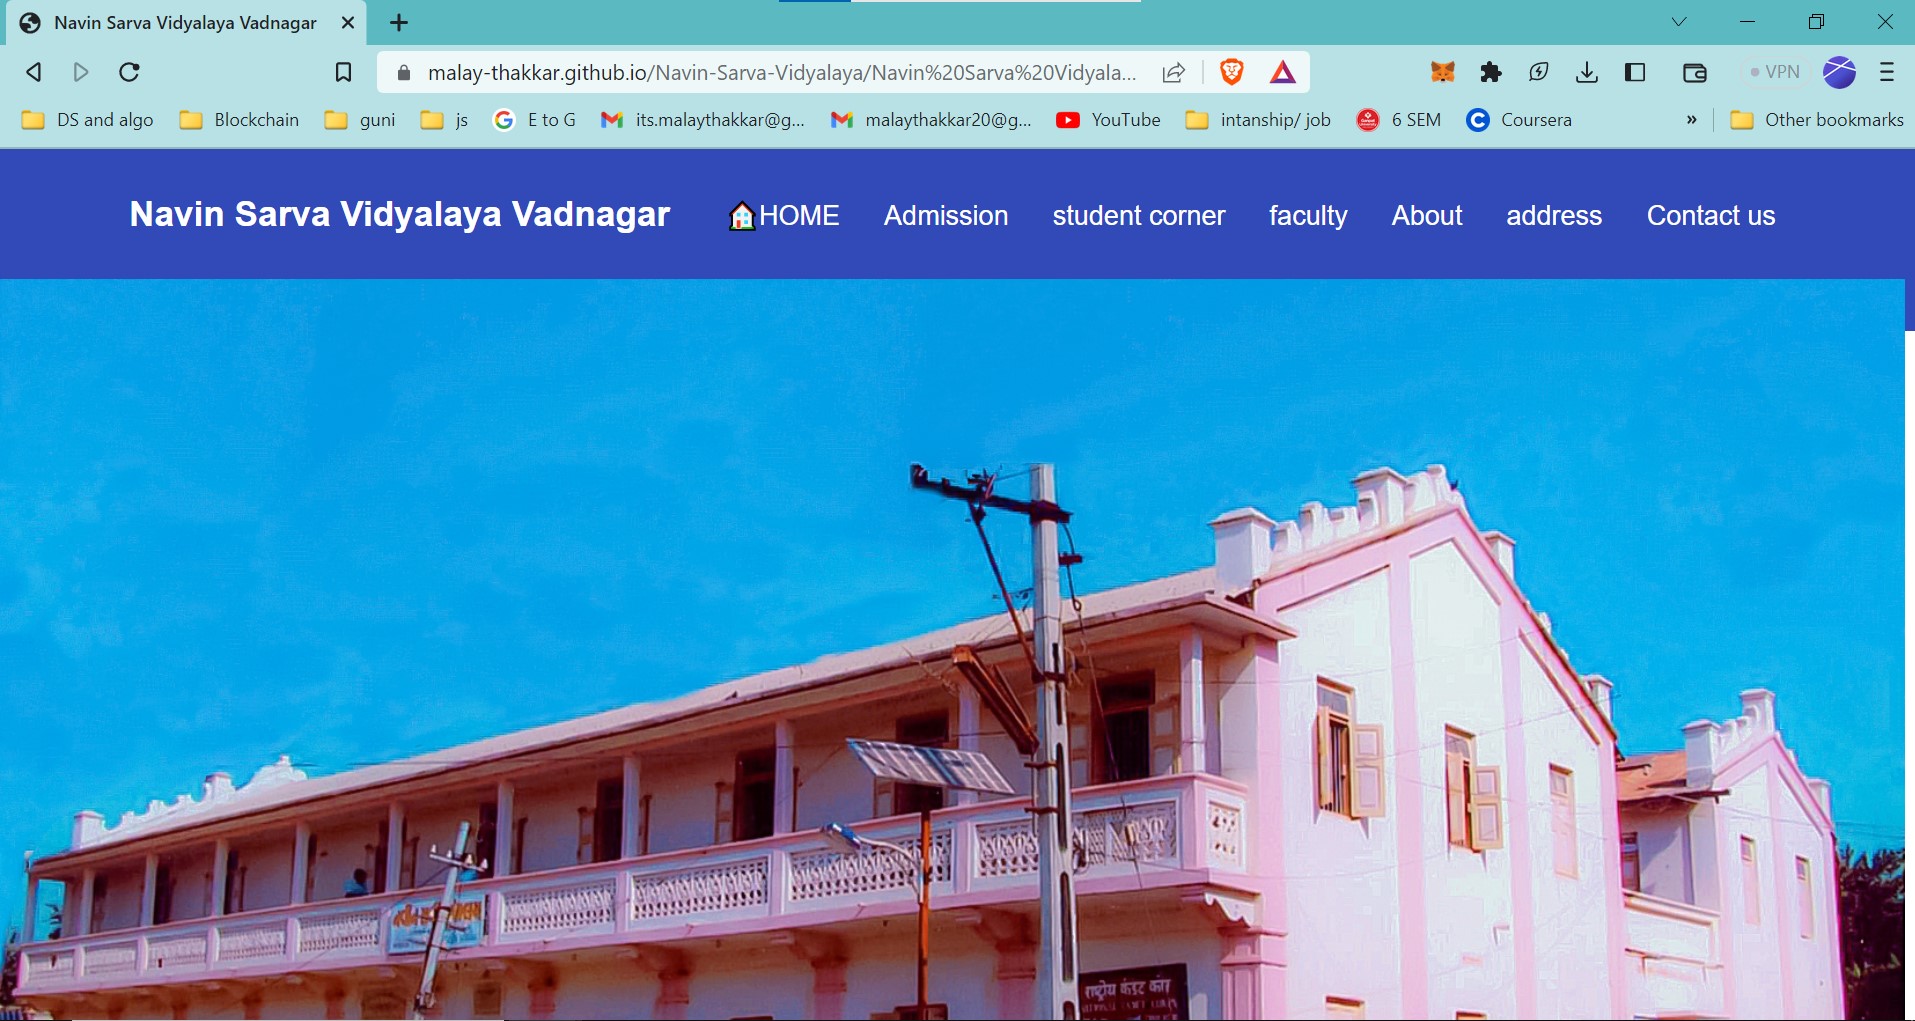 Navin Sarva Vidyalaya Vadnagar
malay-thakkar.github.io/Navin-Sarva-Vidyalaya/Navin%20Sarva%20Vidyala...
VPN
DS and algo Blockchain guni js E to G its.malaythakkar@g... malaythakkar20@g... YouTube intanship/ job 6 SEM Coursera » Other bookmarks
Navin Sarva Vidyalaya Vadnagar HOME Admission student corner faculty About address Contact us
राष्ट्रीय कॅडट कोर